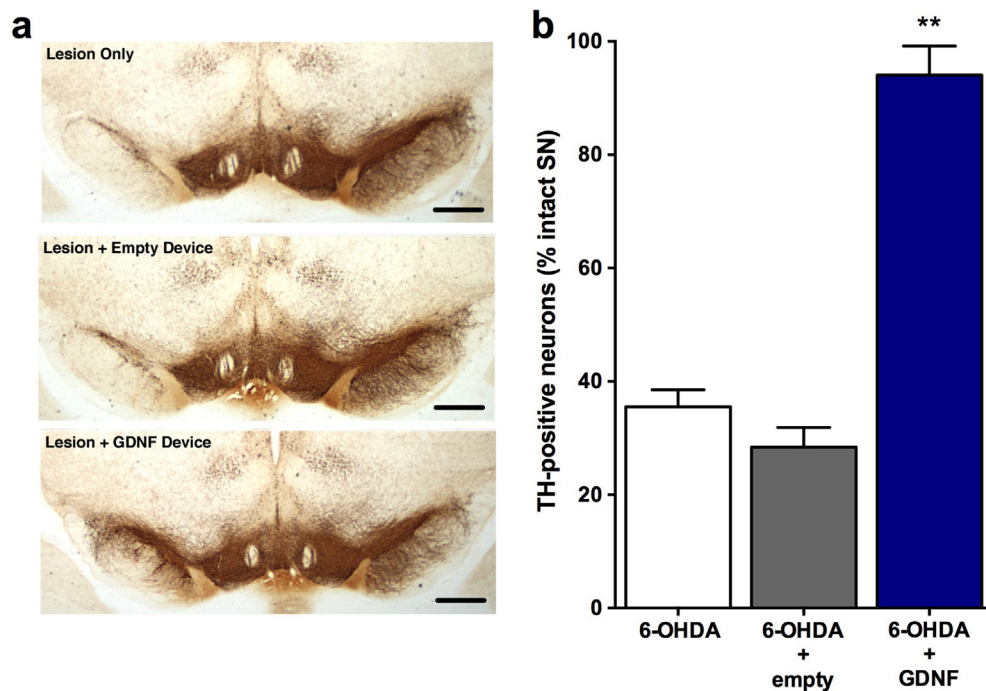 a
Lesion Only
Lesion + Empty Device
Lesion + GDNF Device
b
TH-positive neurons (% intact SN)
100
80
60
40
20
0
**
6-OHDA
6-OHDA
+
empty
6-OHDA
+
GDNF